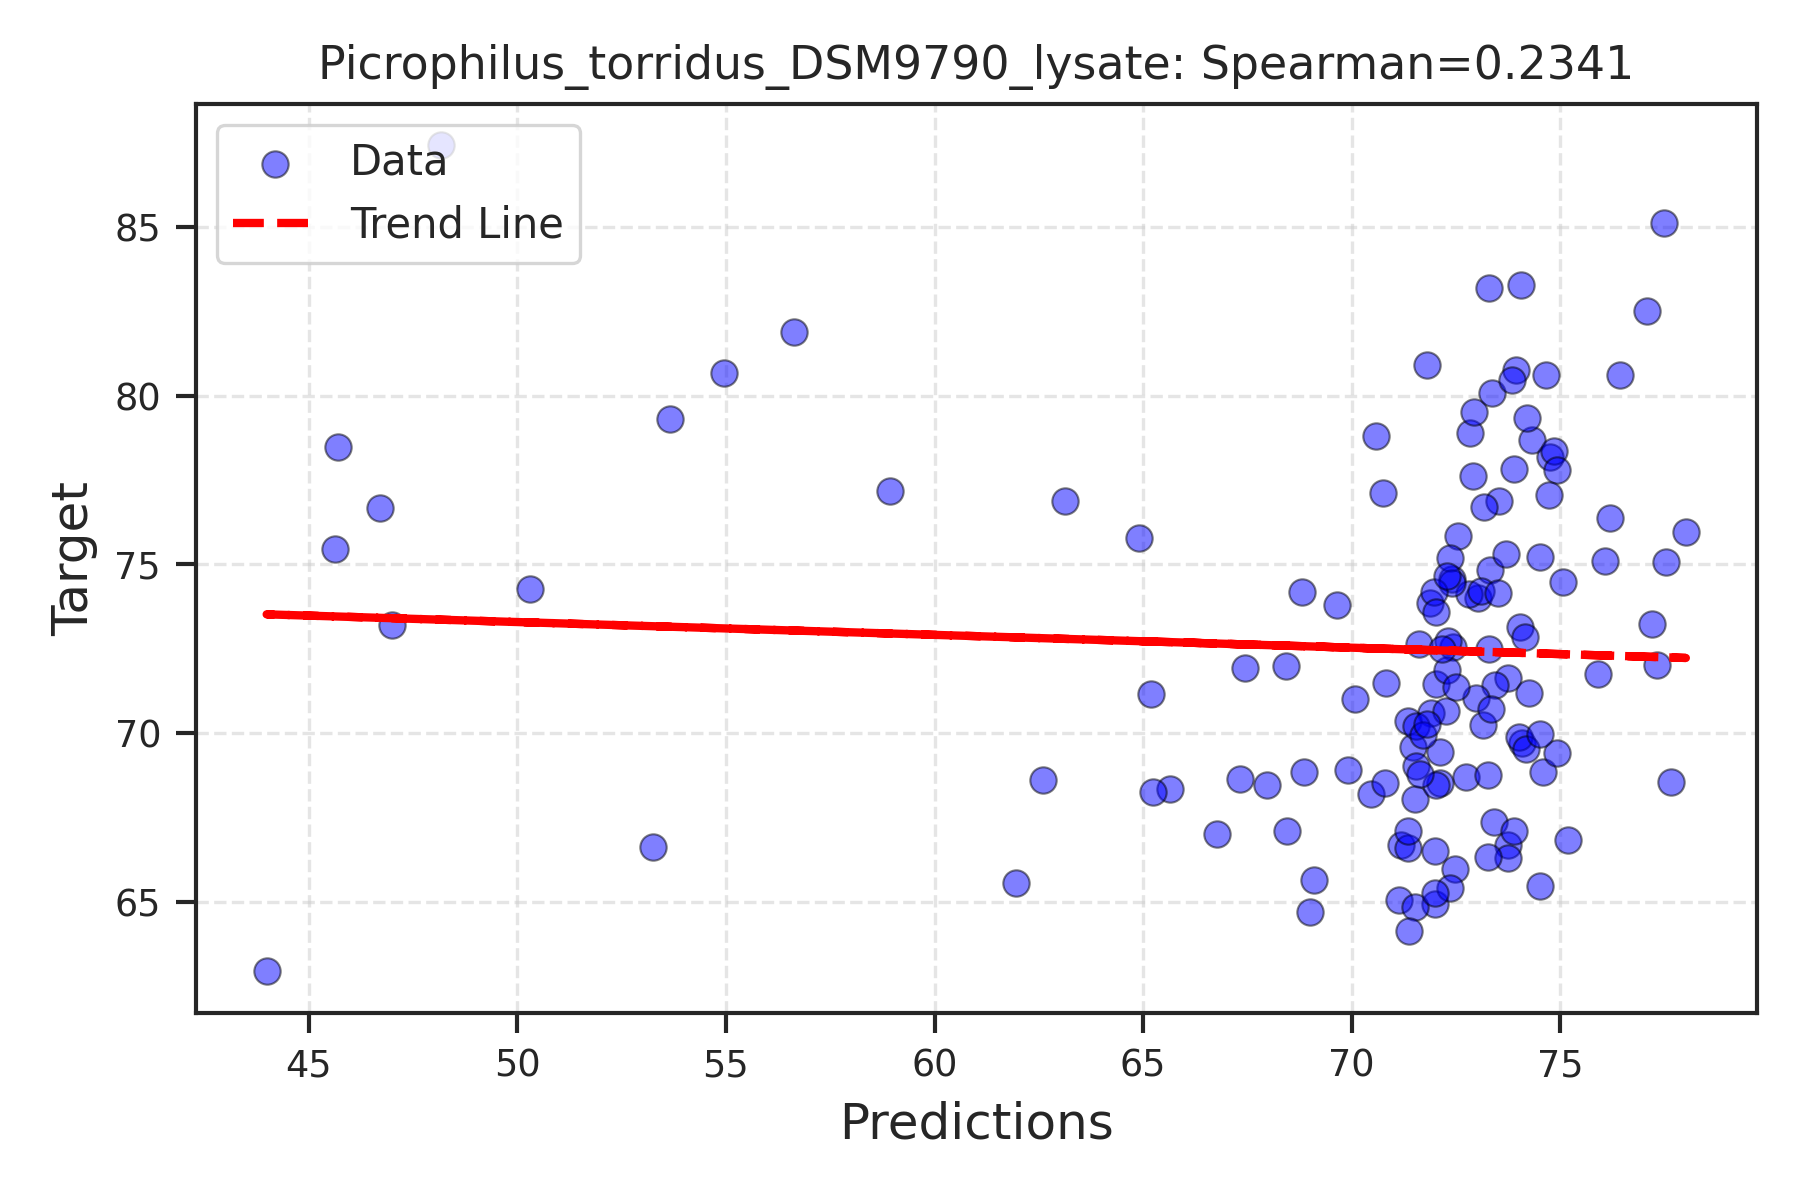 Picrophilus_torridus_DSM9790_lysate: Spearman=0.2341
Data
Trend Line
Target
85
80
75
70
65
45 50 55 60 65 70 75
Predictions